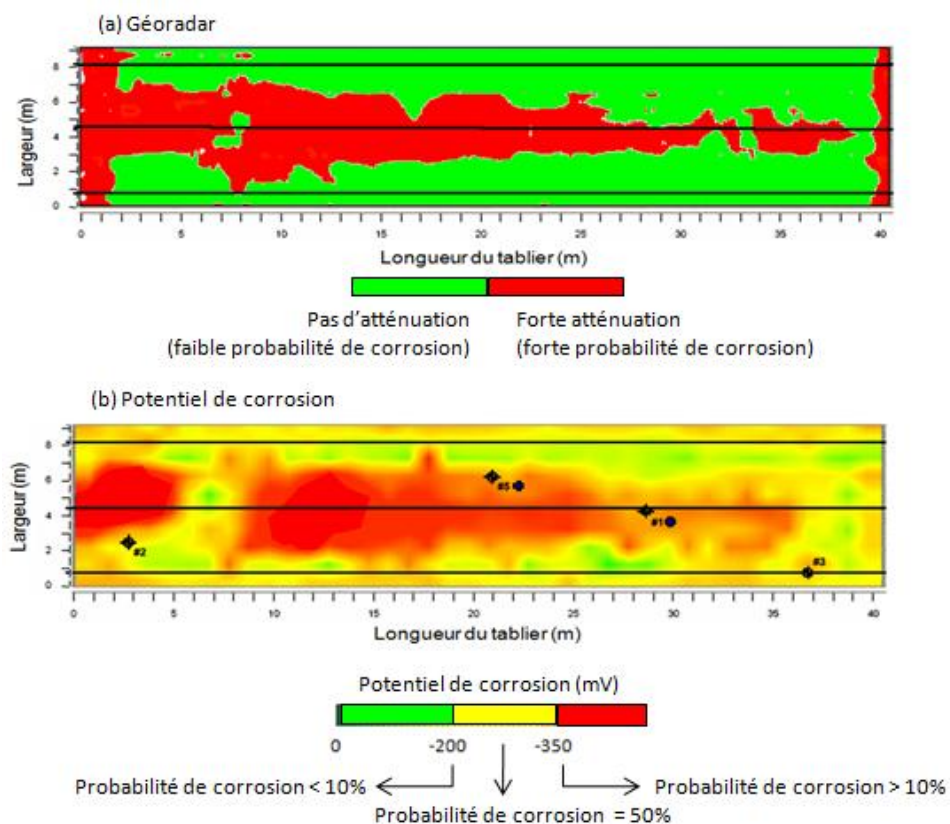 (a) Géoradar
Largeur (m)
8
6
4
2
0
0 5 10 15 20 25 30 35 40
Longueur du tablier (m)
Pas d'atténuation
(faible probabilité de corrosion)
Forte atténuation
(forte probabilité de corrosion)
(b) Potentiel de corrosion
Largeur (m)
8
6
4
2
0
#5
#1
#2
#3
0 5 10 15 20 25 30 35 40
Longueur du tablier (m)
Potentiel de corrosion (mV)
0 -200 -350
Probabilité de corrosion < 10%
Probabilité de corrosion > 10%
Probabilité de corrosion = 50%